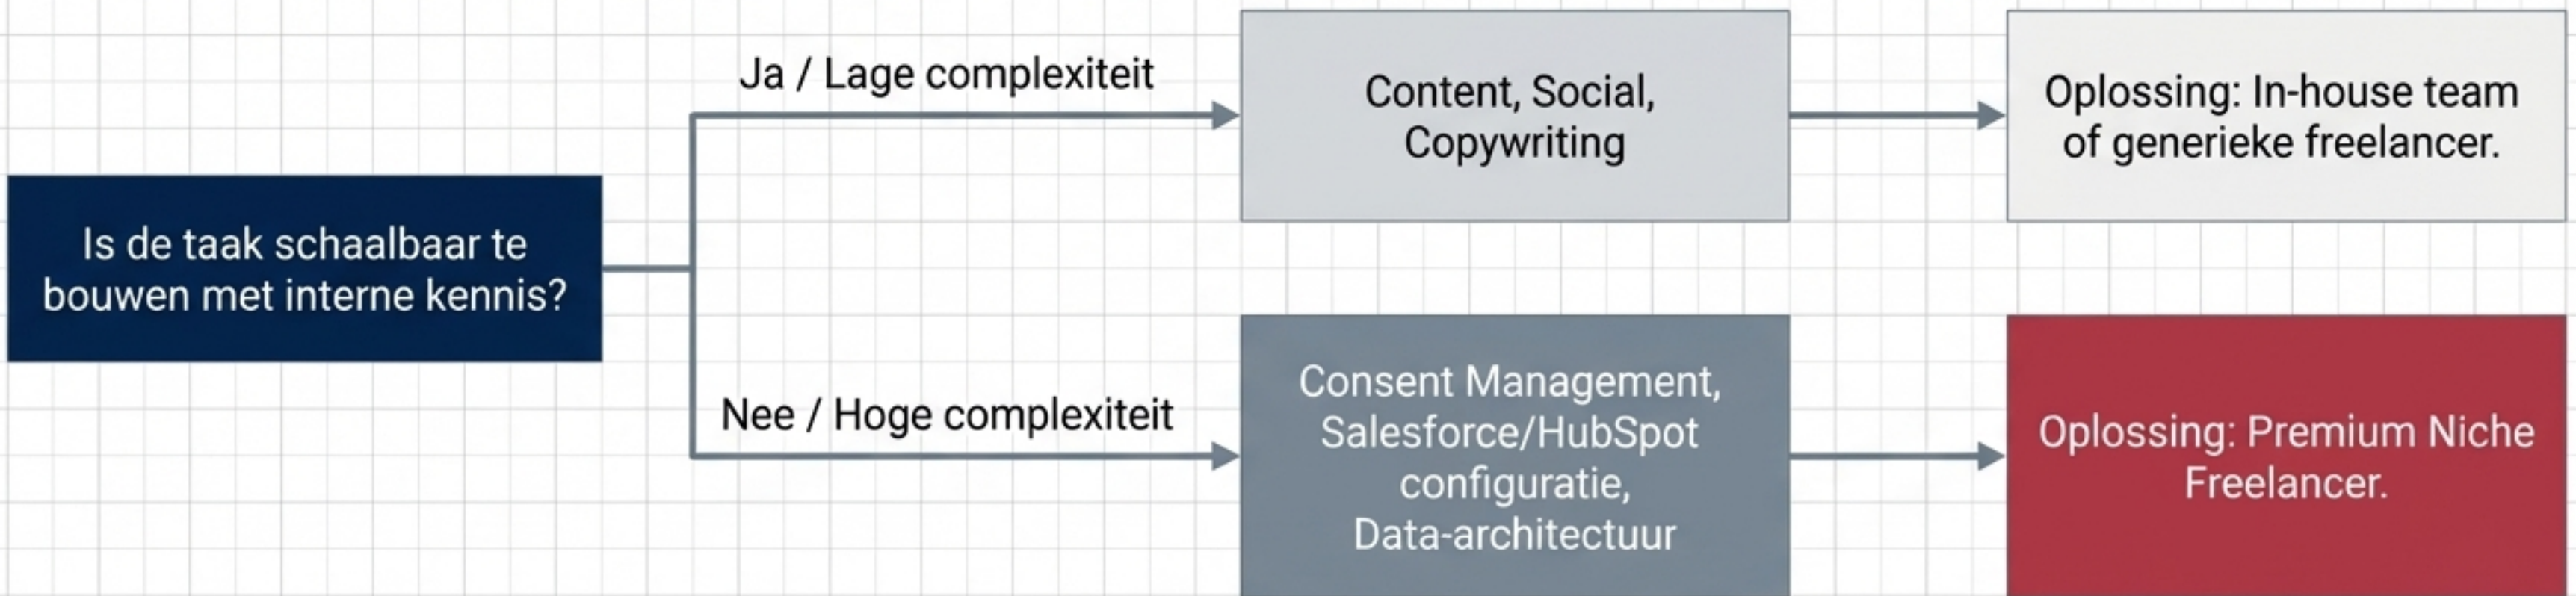 Is de taak schaalbaar te
bouwen met interne kennis?
Ja / Lage complexiteit
Content, Social,
Copywriting
Oplossing: In-house team
of generieke freelancer.
Nee / Hoge complexiteit
Consent Management,
Salesforce/HubSpot
configuratie,
Data-architectuur
Oplossing: Premium Niche
Freelancer.